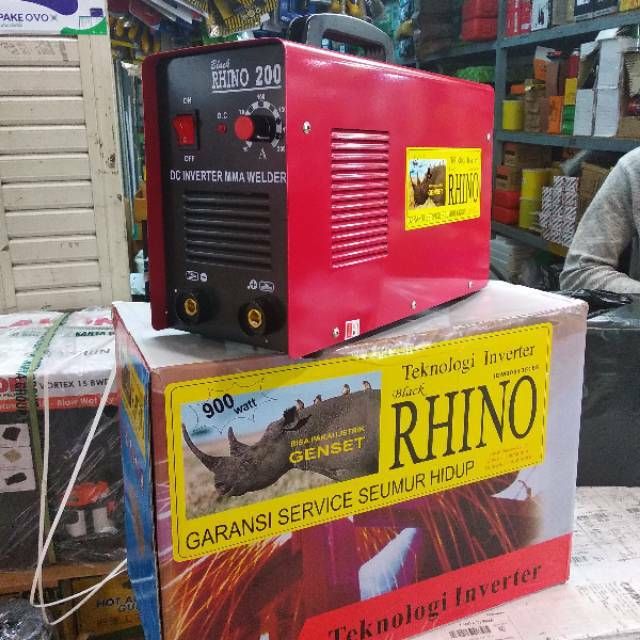 PAKE OVO
Black
RHINO 200
ON
D.C
OFF
A
DC INVERTER MMA WELDER
RHINO
900 watt
BISA PAKAI LISTRIK
GENSET
Teknologi Inverter
Black
RHINO
GARANSI SERVICE SEUMUR HIDUP
Teknologi Inverter